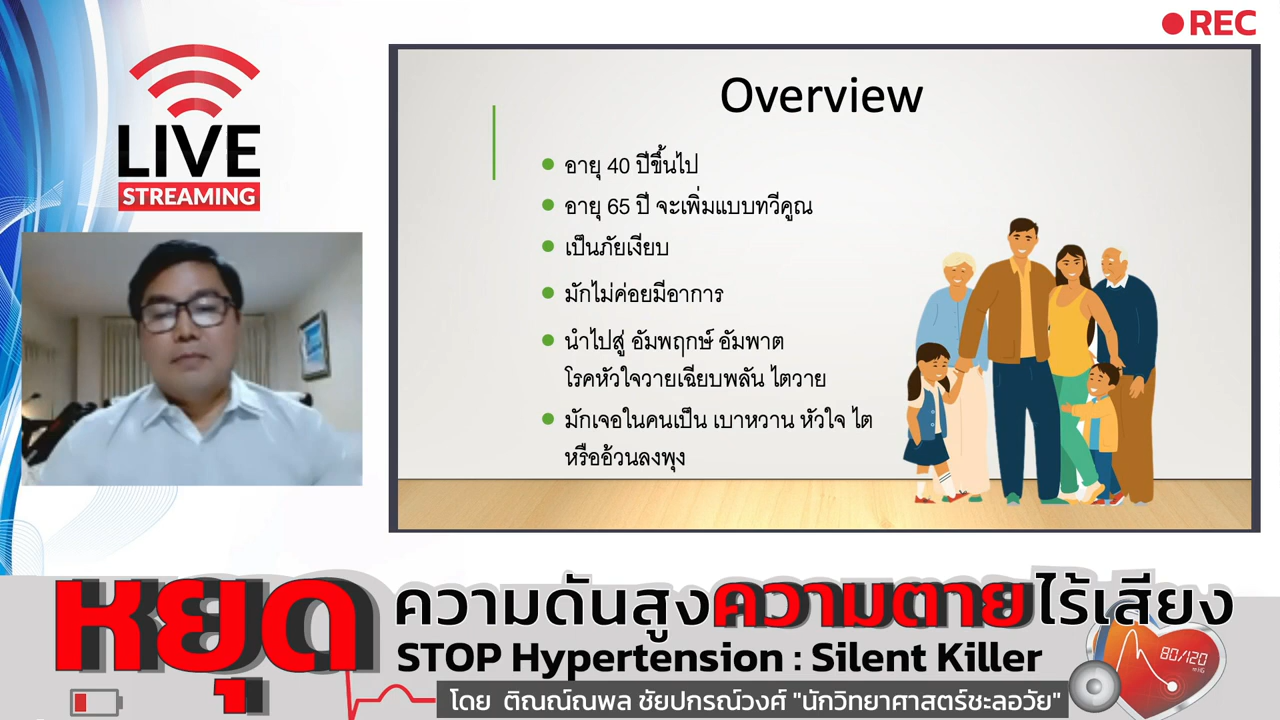 REC
LIVE
STREAMING
Overview
อายุ 40 ปีขึ้นไป
อายุ 65 ปี จะเพิ่มแบบทวีคูณ
เป็นภัยเงียบ
มักไม่ค่อยมีอาการ
นำไปสู่ อัมพฤกษ์ อัมพาต
โรคหัวใจวายเฉียบพลัน ไตวาย
มักเจอในคนเป็น เบาหวาน หัวใจ ไต
หรืออ้วนลงพุง
หยุด ความดันสูงความตายไร้เสียง
STOP Hypertension : Silent Killer
80/120
mHG
โดย ติณณ์ณพล ชัยปกรณ์วงศ์ "นักวิทยาศาสตร์ชะลอวัย"